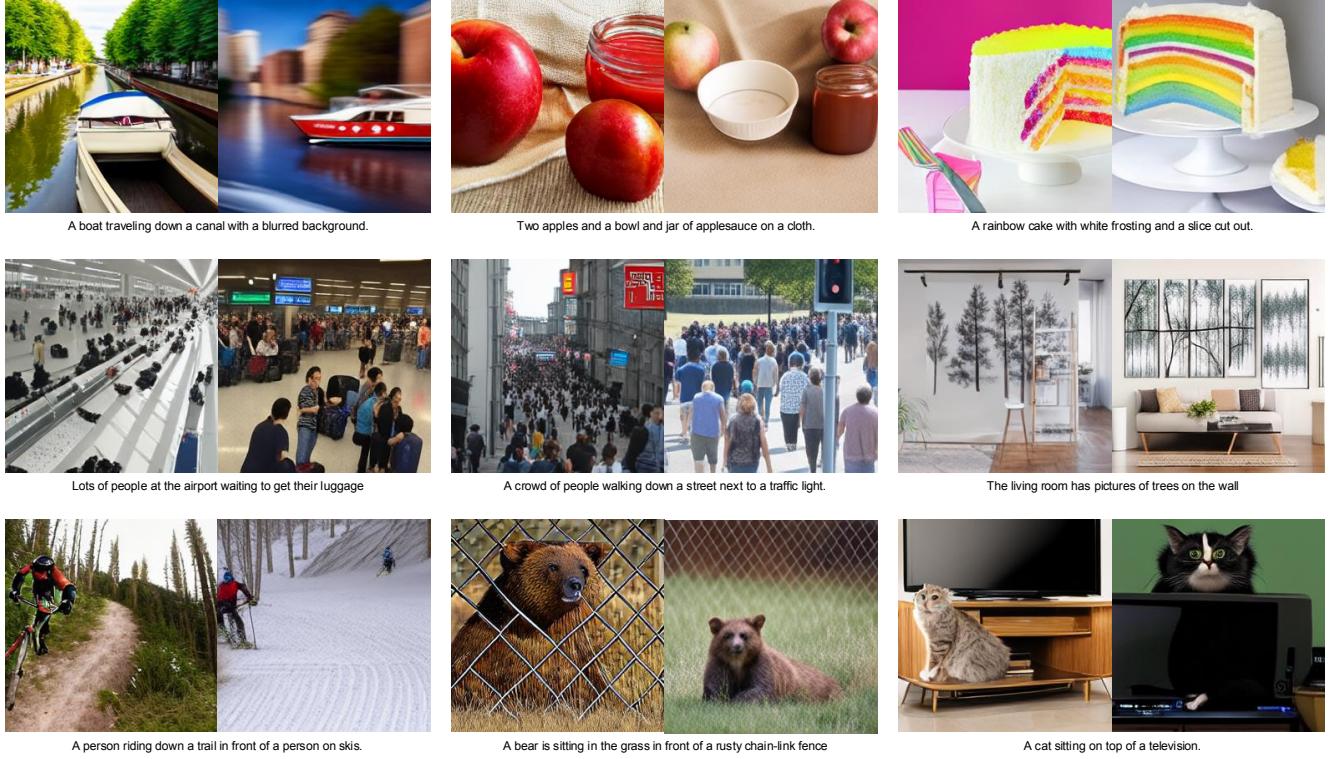 A boat traveling down a canal with a blurred background.
Two apples and a bowl and jar of applesauce on a cloth.
A rainbow cake with white frosting and a slice cut out.
Lots of people at the airport waiting to get their luggage
A crowd of people walking down a street next to a traffic light.
The living room has pictures of trees on the wall
A person riding down a trail in front of a person on skis.
A bear is sitting in the grass in front of a rusty chain-link fence
A cat sitting on top of a television.